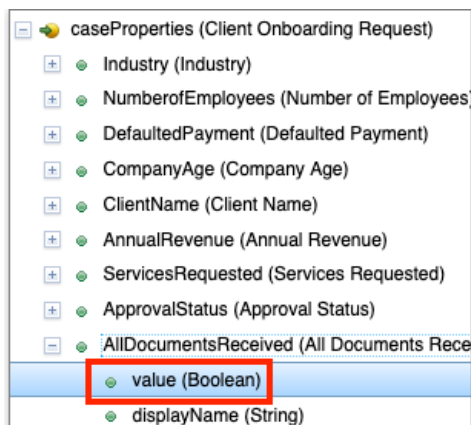 caseProperties (Client Onboarding Request)
Industry (Industry)
NumberofEmployees (Number of Employees)
DefaultedPayment (Defaulted Payment)
CompanyAge (Company Age)
ClientName (Client Name)
AnnualRevenue (Annual Revenue)
ServicesRequested (Services Requested)
ApprovalStatus (Approval Status)
AllDocumentsReceived (All Documents Rece
value (Boolean)
displayName (String)